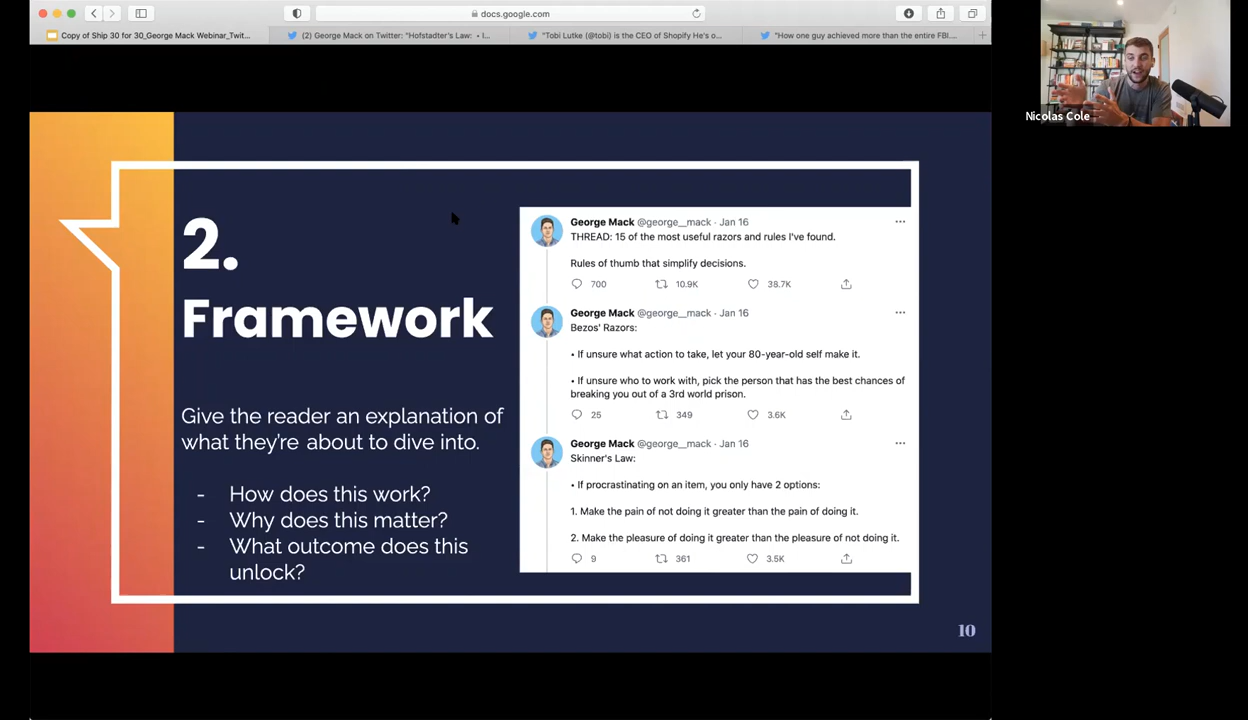 docs.google.com
Copy of Ship 30 for 30_George Mack Webinar_Twit...
(2) George Mack on Twitter: "Hofstadter's Law: • I...
"Tobi Lutke (@tobi) is the CEO of Shopify He's o...
"How one guy achieved more than the entire FBI....
Nicolas Cole
2.
Framework
Give the reader an explanation of
what they're about to dive into.
- How does this work?
- Why does this matter?
- What outcome does this
unlock?
George Mack @george__mack · Jan 16
THREAD: 15 of the most useful razors and rules I've found.
Rules of thumb that simplify decisions.
700 10.9K 38.7K
George Mack @george__mack · Jan 16
Bezos' Razors:
• If unsure what action to take, let your 80-year-old self make it.
• If unsure who to work with, pick the person that has the best chances of
breaking you out of a 3rd world prison.
25 349 3.6K
George Mack @george__mack · Jan 16
Skinner's Law:
• If procrastinating on an item, you only have 2 options:
1. Make the pain of not doing it greater than the pain of doing it.
2. Make the pleasure of doing it greater than the pleasure of not doing it.
9 361 3.5K
10